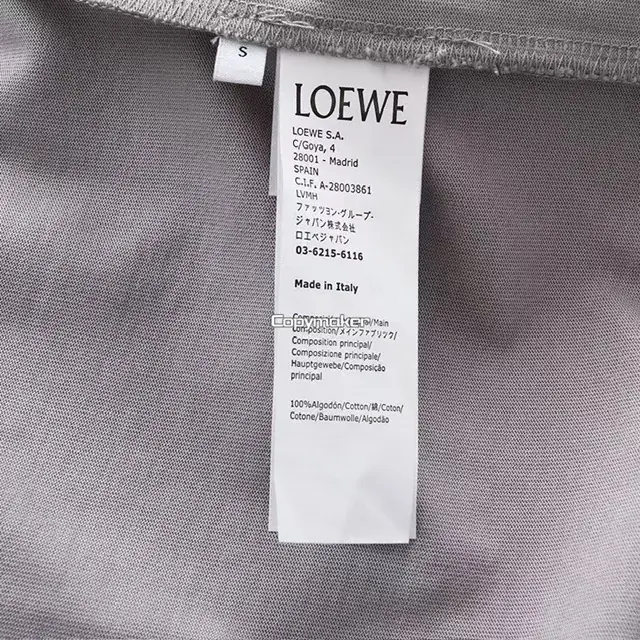 S
LOEWE
LOEWE S.A.
C/Goya, 4
28001 - Madrid
SPAIN
C.I.F. A-28003861
LVMH
ファッツョン·グループ·
ジャパン株式会社
ロエベジャパン
03-6215-6116
Made in Italy
Copymaker
/Main
Composition/メインファブリック/
Composition principal/
Composizione principale/
Hauptgewebe/Composição
principal
100%Algodón/Cotton/綿/Coton/
Cotone/Baumwolle/Algodão